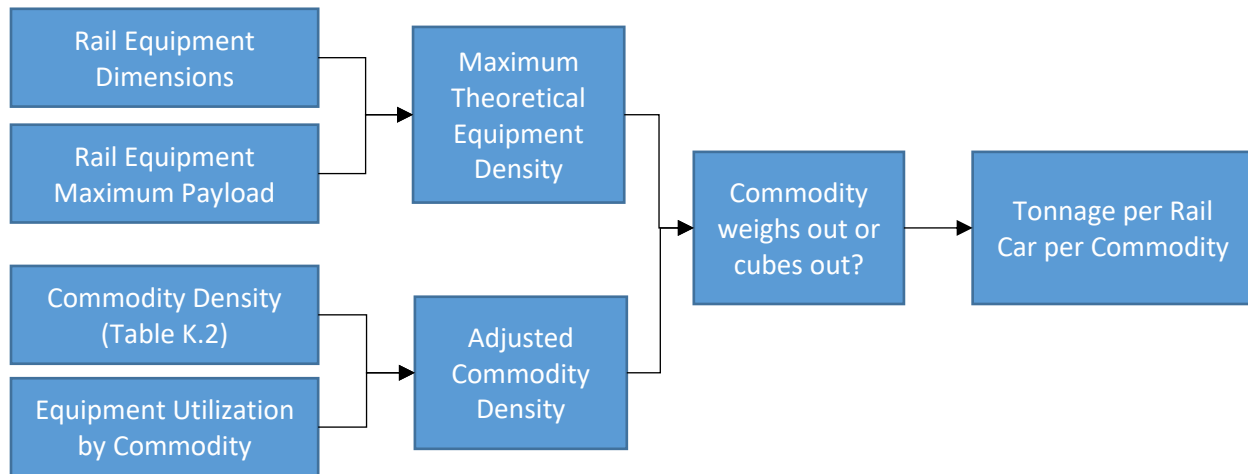 Rail Equipment
Dimensions
Rail Equipment
Maximum Payload
Maximum
Theoretical
Equipment
Density
Commodity Density
(Table K.2)
Equipment Utilization
by Commodity
Adjusted
Commodity
Density
Commodity
weighs out or
cubes out?
Tonnage per Rail
Car per Commodity